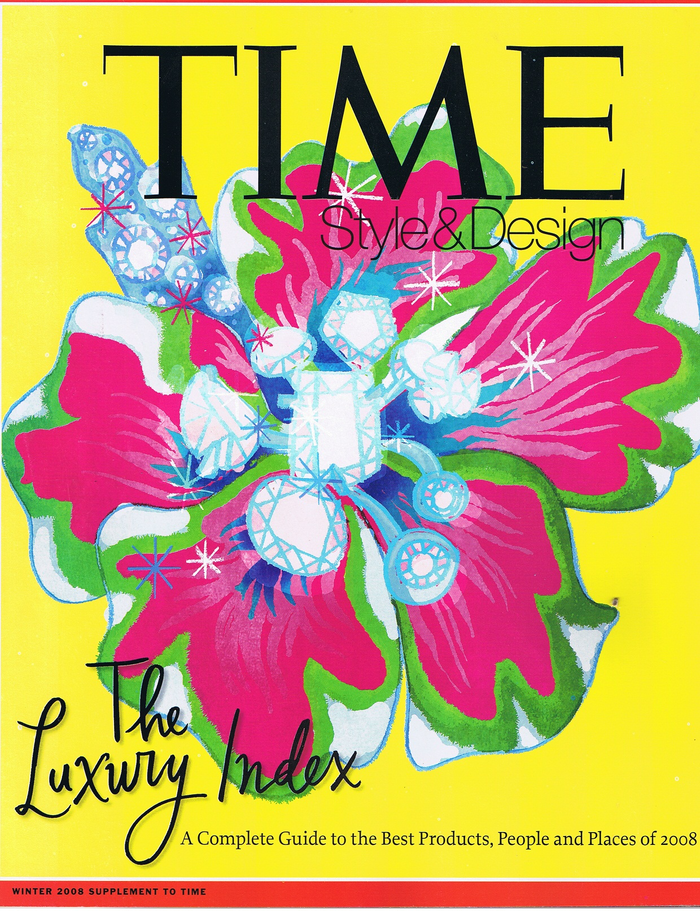 TIME
Style&Design
The
Luxury Index
A Complete Guide to the Best Products, People and Places of 2008
WINTER 2008 SUPPLEMENT TO TIME